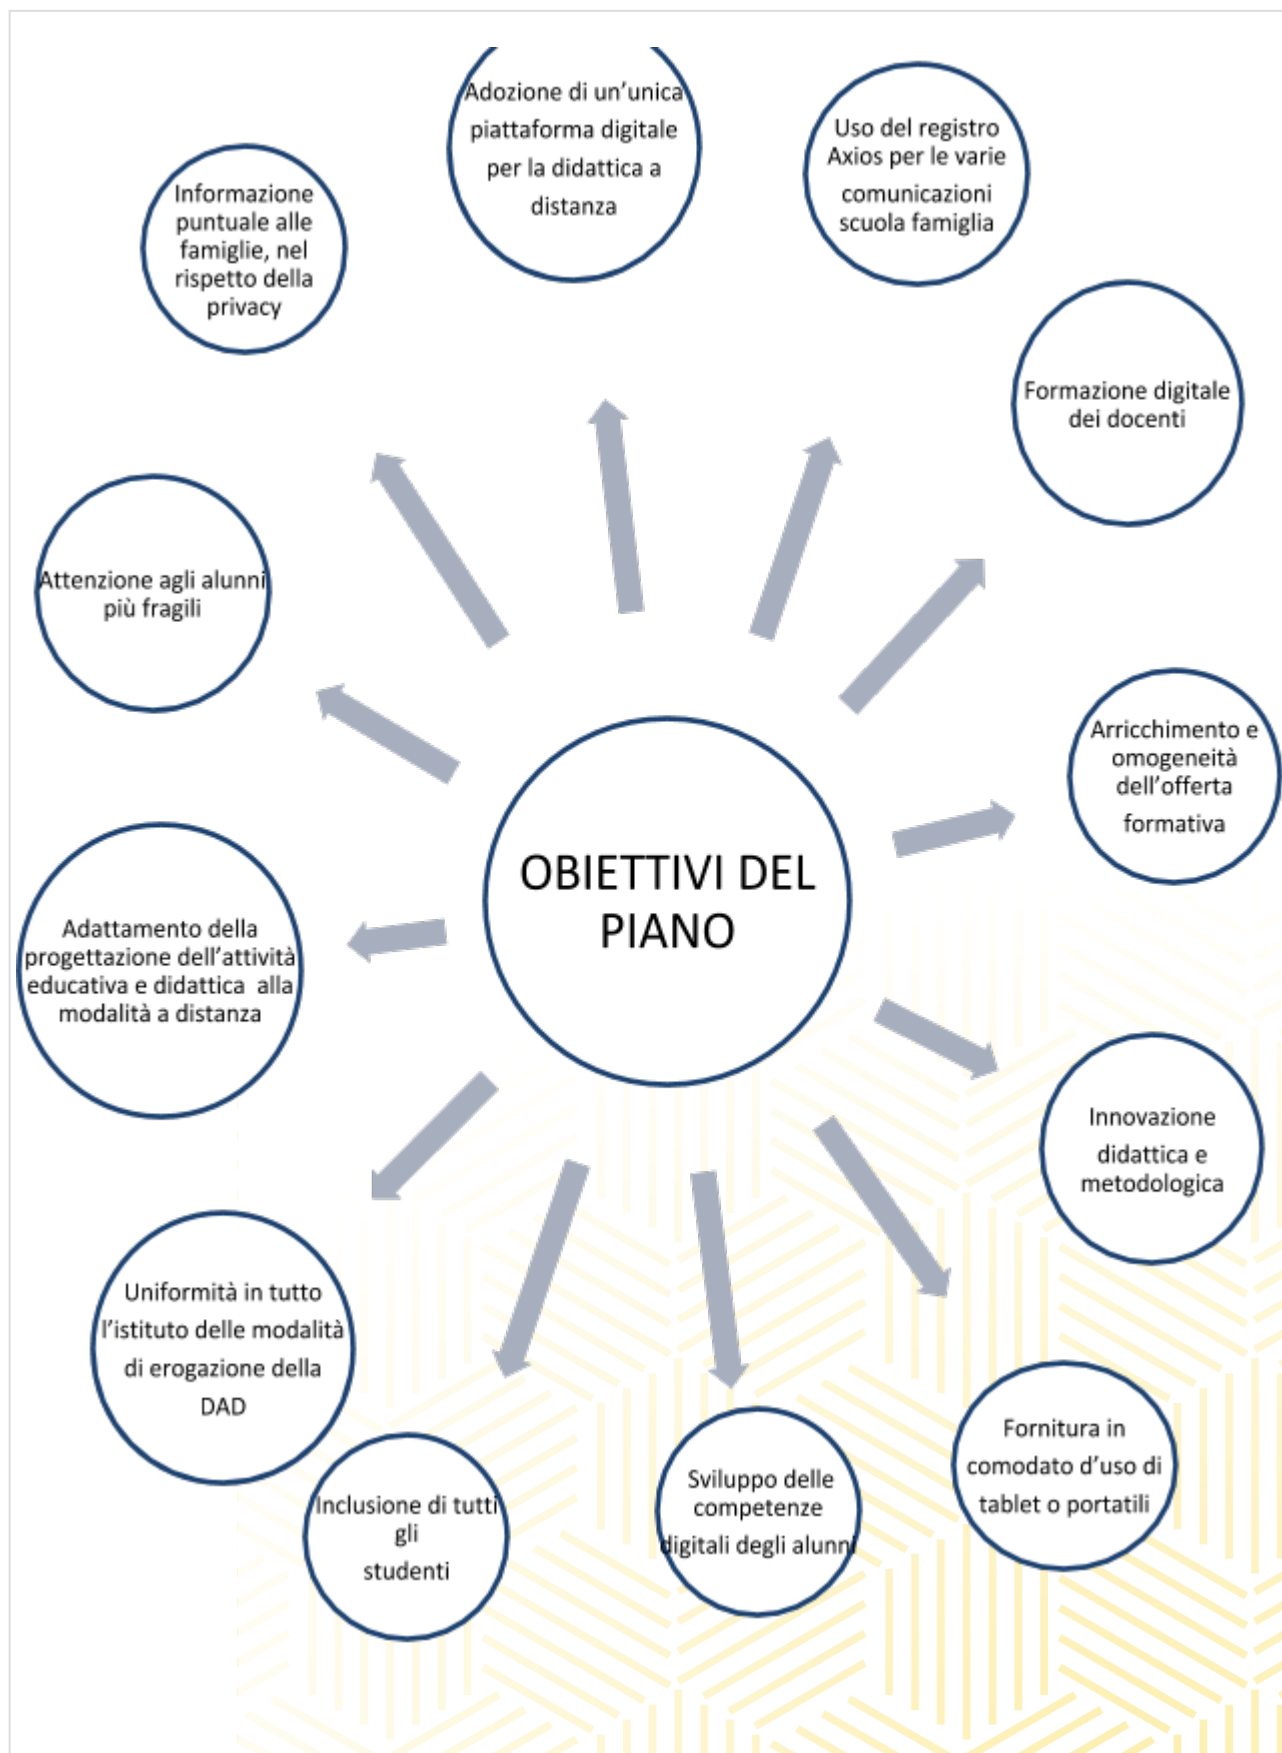 Adozione di un’unica
piattaforma digitale
per la didattica a
distanza
Uso del registro
Axios per le varie
comunicazioni
scuola famiglia
Informazione
puntuale alle
famiglie, nel
rispetto della
privacy
Formazione digitale
dei docenti
Attenzione agli alunni
più fragili
Arricchimento e
omogeneità
dell’offerta
formativa
OBIETTIVI DEL
PIANO
Adattamento della
progettazione dell’attività
educativa e didattica  alla
modalità a distanza
Innovazione
didattica e
metodologica
Uniformità in tutto
l’istituto delle modalità
di erogazione della
DAD
Fornitura in
comodato d’uso di
tablet o portatili
Sviluppo delle
competenze
digitali degli alunni
Inclusione di tutti
gli
studenti